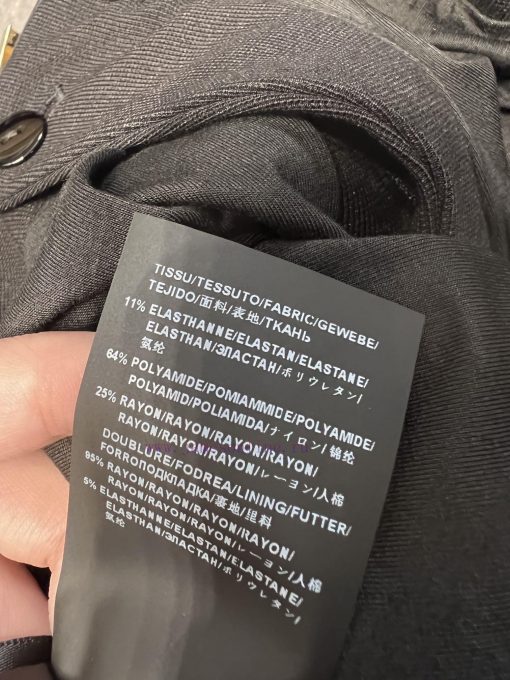 TISSU/TESSUTO/FABRIC/GEWEBE/
TEJIDO/面料/表地/ТКАНЬ
11% ELASTHANNE/ELASTAN/ELASTANE/
ELASTHAN/ЭЛАСТАН/ポリウレタン/
氨纶
64% POLYAMIDE/POMIAMMIDE/POLYAMIDE/
POLYAMID/POLIAMIDA/ナイロン/锦纶
25% RAYON/RAYON/RAYON/RAYON/
RAYON/RAYON/RAYON/レーヨン/人棉
DOUBLURE/FODREA/LINING/FUTTER/
FORROПОДКЛАДКА/裏地/里料
95% RAYON/RAYON/RAYON/RAYON/
RAYON/RAYON/RAYON/レーヨン/人棉
5% ELASTHANNE/ELASTAN/ELASTANE/
ELASTHAN/ЭЛАСТАН/ポリウレタン/
氨纶